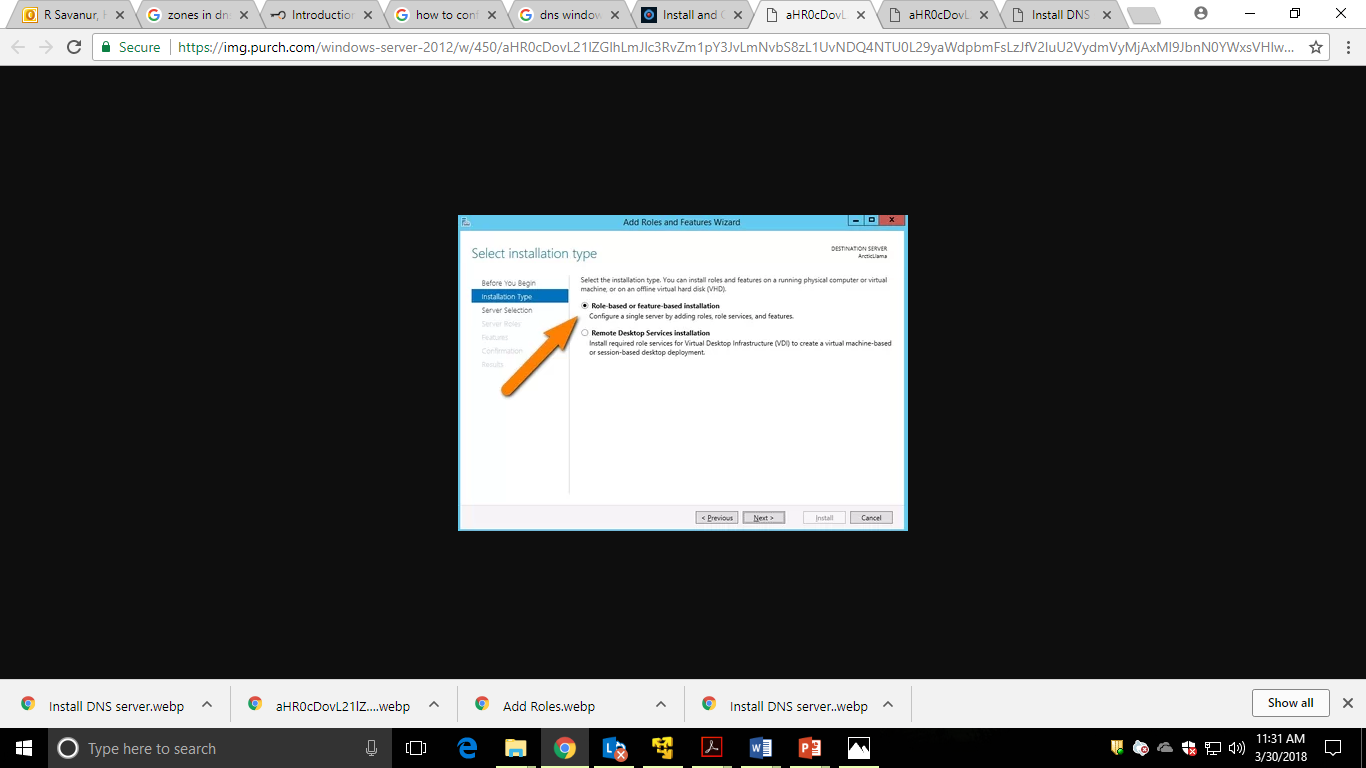 R Savanur,
zones in dn
Introduction
how to conf
dns window
Install and
aHR0cDovL
aHR0cDovL
Install DNS
Secure
https://img.purch.com/windows-server-2012/w/450/aHR0cDovL21lZGlhLmJlc3RvZm1pY3JvLmNvbS8zL1UvNDQ4NTU0L29yaWdpbmFsLzJfV2luU2VydmVyMjAxMl9JbnN0YWxsVHlw...
Add Roles and Features Wizard
Select installation type
DESTINATION SERVER
ArcticLlama
Before You Begin
Installation Type
Server Selection
Server Roles
Features
Confirmation
Results
Select the installation type. You can install roles and features on a running physical computer or virtual
machine, or on an offline virtual hard disk (VHD).
Role-based or feature-based installation
Configure a single server by adding roles, role services, and features.
Remote Desktop Services installation
Install required role services for Virtual Desktop Infrastructure (VDI) to create a virtual machine-based
or session-based desktop deployment.
< Previous
Next >
Install
Cancel
Install DNS server.webp
aHR0cDovL21lZ....webp
Add Roles.webp
Install DNS server..webp
Show all
Type here to search
11:31 AM
3/30/2018